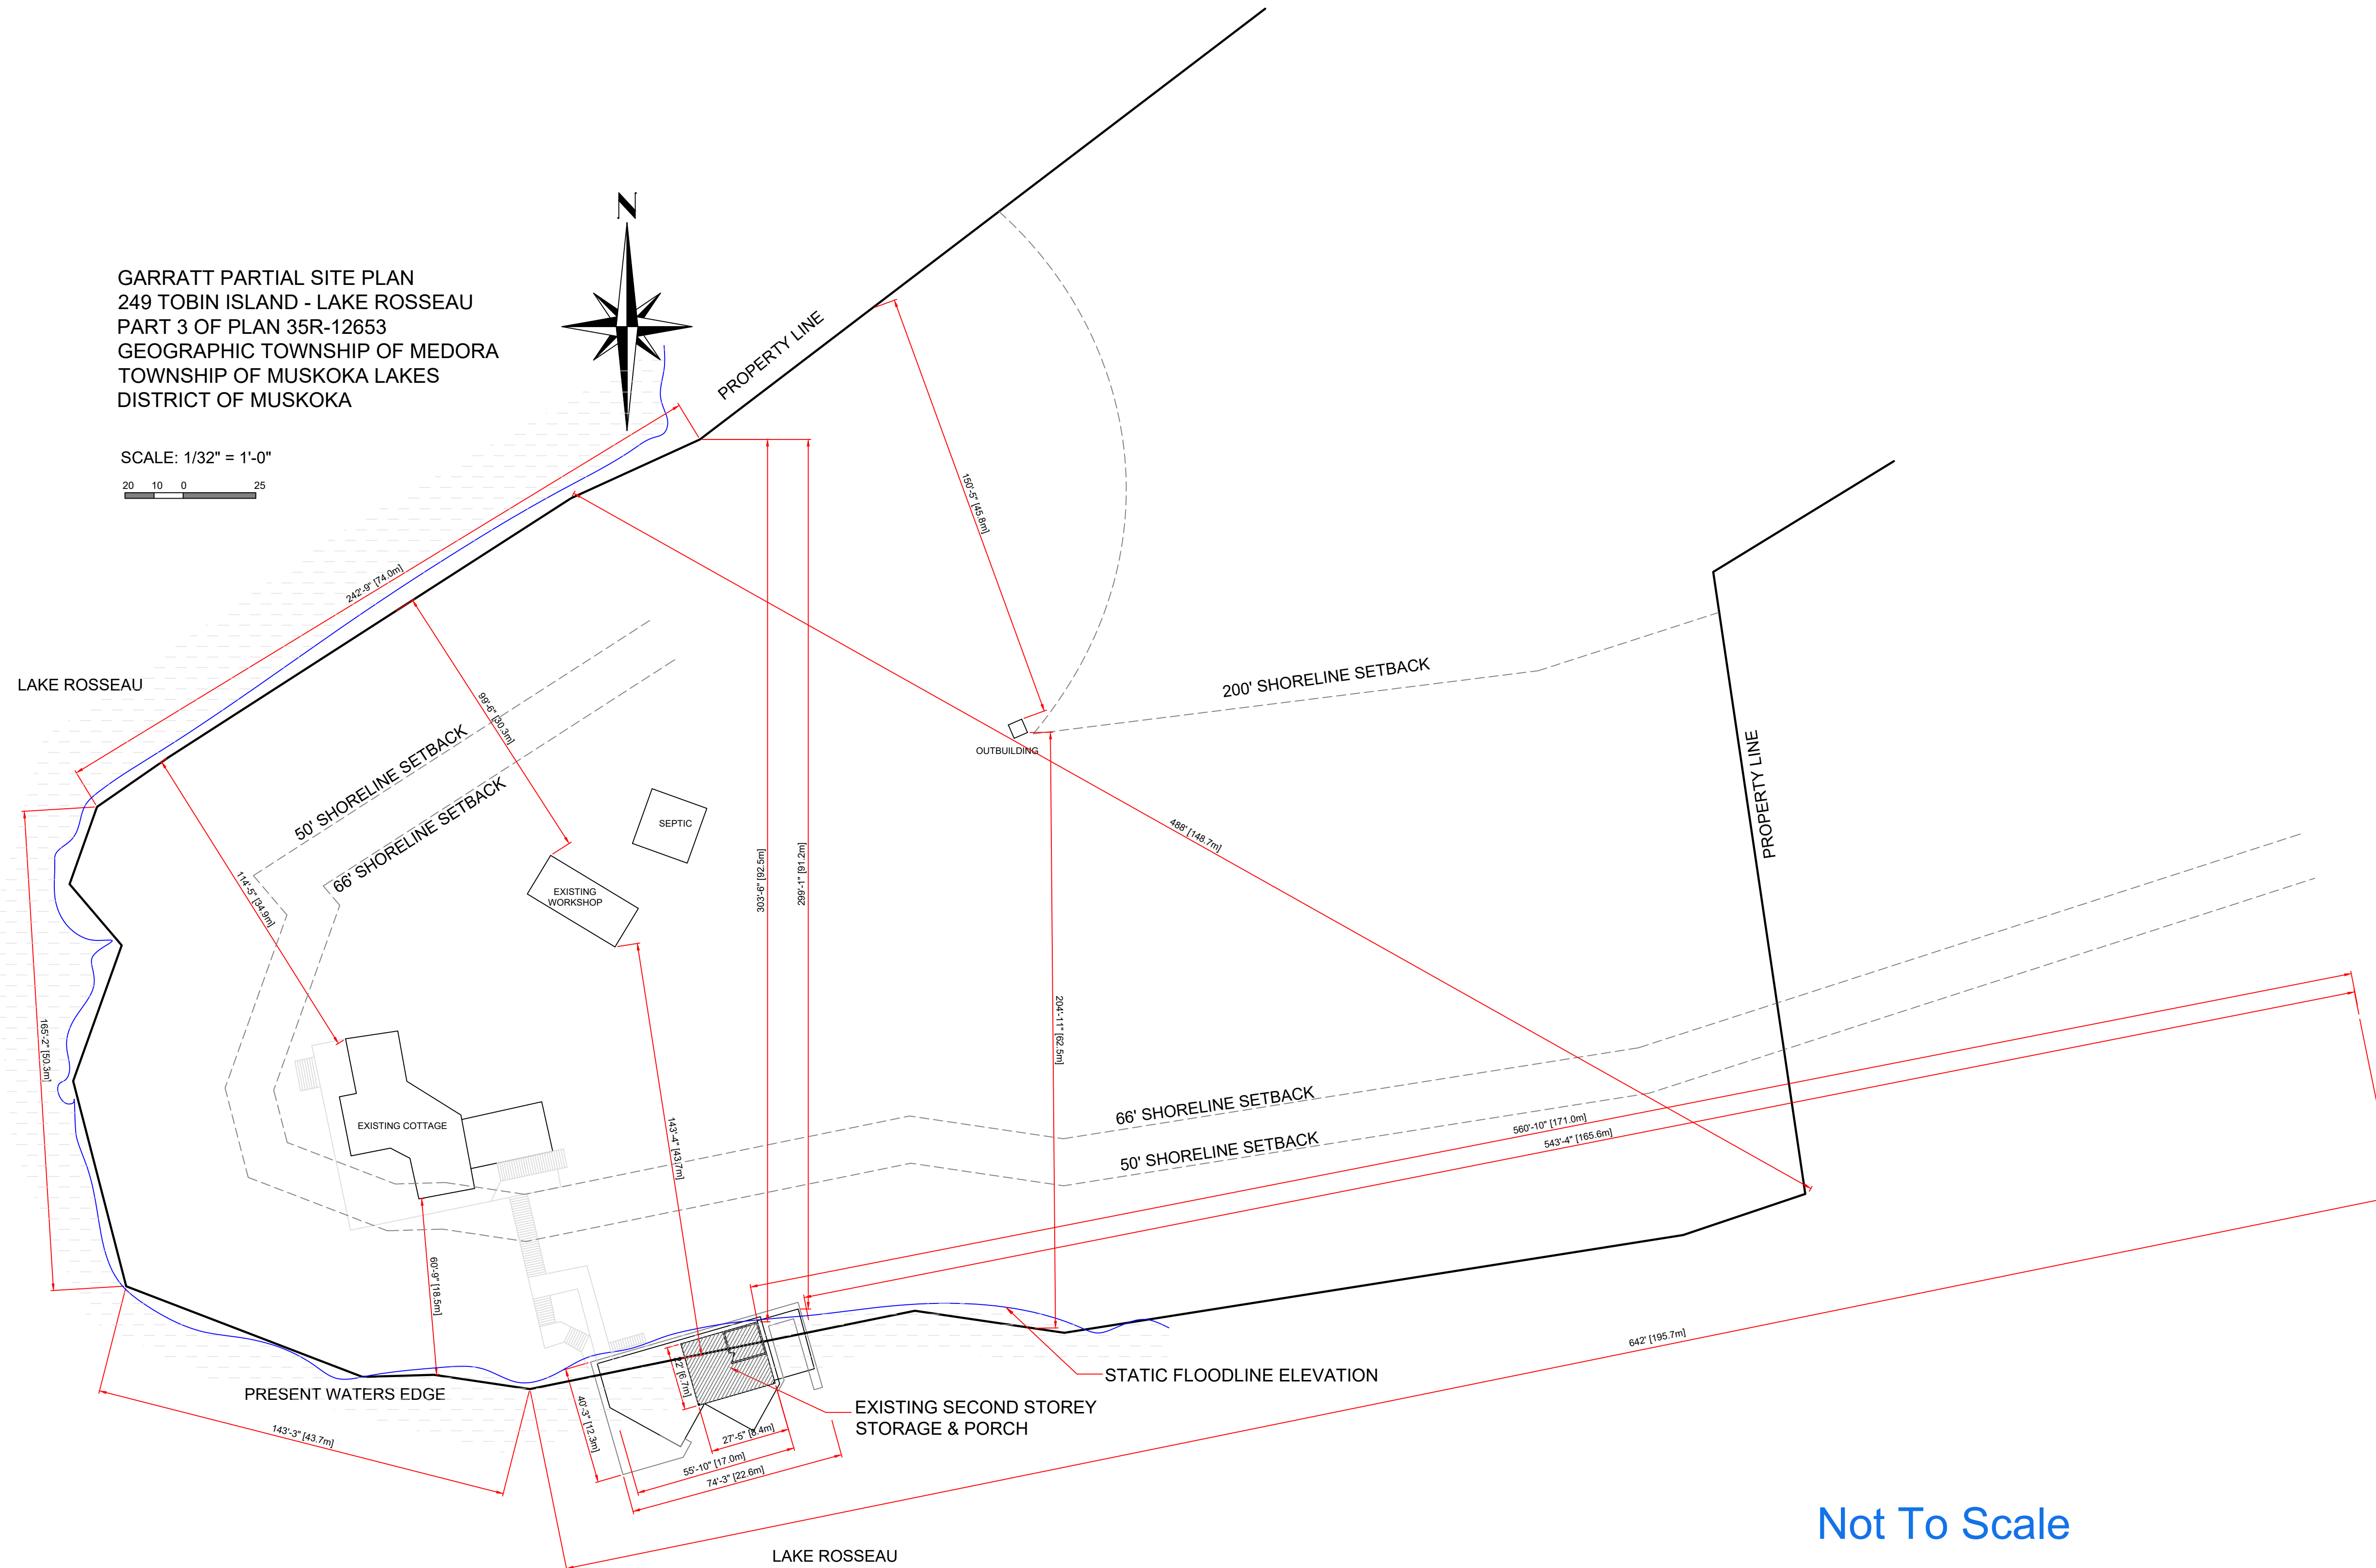 N
GARRATT PARTIAL SITE PLAN
249 TOBIN ISLAND - LAKE ROSSEAU
PART 3 OF PLAN 35R-12653
GEOGRAPHIC TOWNSHIP OF MEDORA
TOWNSHIP OF MUSKOKA LAKES
DISTRICT OF MUSKOKA
SCALE: 1/32" = 1'-0"
20 10 0 25
PROPERTY LINE
150'-5" [45.8m]
242'-9" [74.0m]
LAKE ROSSEAU
99'-6" [30.3m]
200' SHORELINE SETBACK
50' SHORELINE SETBACK
66' SHORELINE SETBACK
OUTBUILDING
PROPERTY LINE
SEPTIC
488' [148.7m]
EXISTING
WORKSHOP
303'-6" [92.5m]
299'-1" [91.2m]
114'-5" [34.9m]
165'-2" [50.3m]
204'-11" [62.5m]
EXISTING COTTAGE
143'-4" [43.7m]
66' SHORELINE SETBACK
50' SHORELINE SETBACK
560'-10" [171.0m]
543'-4" [165.6m]
60'-9" [18.5m]
642' [195.7m]
22' [6.7m]
STATIC FLOODLINE ELEVATION
PRESENT WATERS EDGE
EXISTING SECOND STOREY
STORAGE & PORCH
40'-3" [12.3m]
143'-3" [43.7m]
27'-5" [8.4m]
55'-10" [17.0m]
74'-3" [22.6m]
Not To Scale
LAKE ROSSEAU